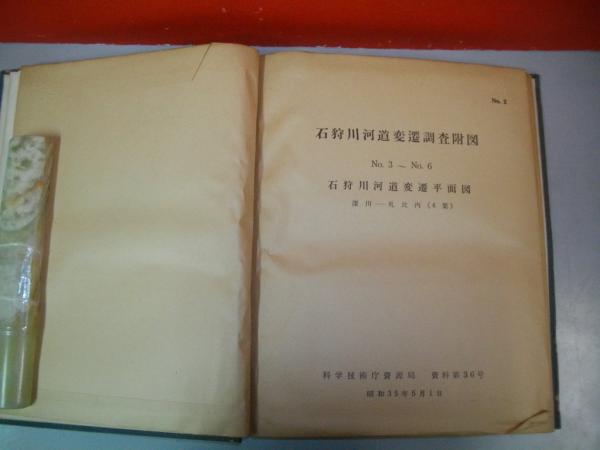 No. 2
石狩川河道変遷調査附図
No. 3 ～ No. 6
石狩川河道変遷平面図
深川──札比内（4葉）
科学技術庁資源局　資料第36号
昭和35年5月1日